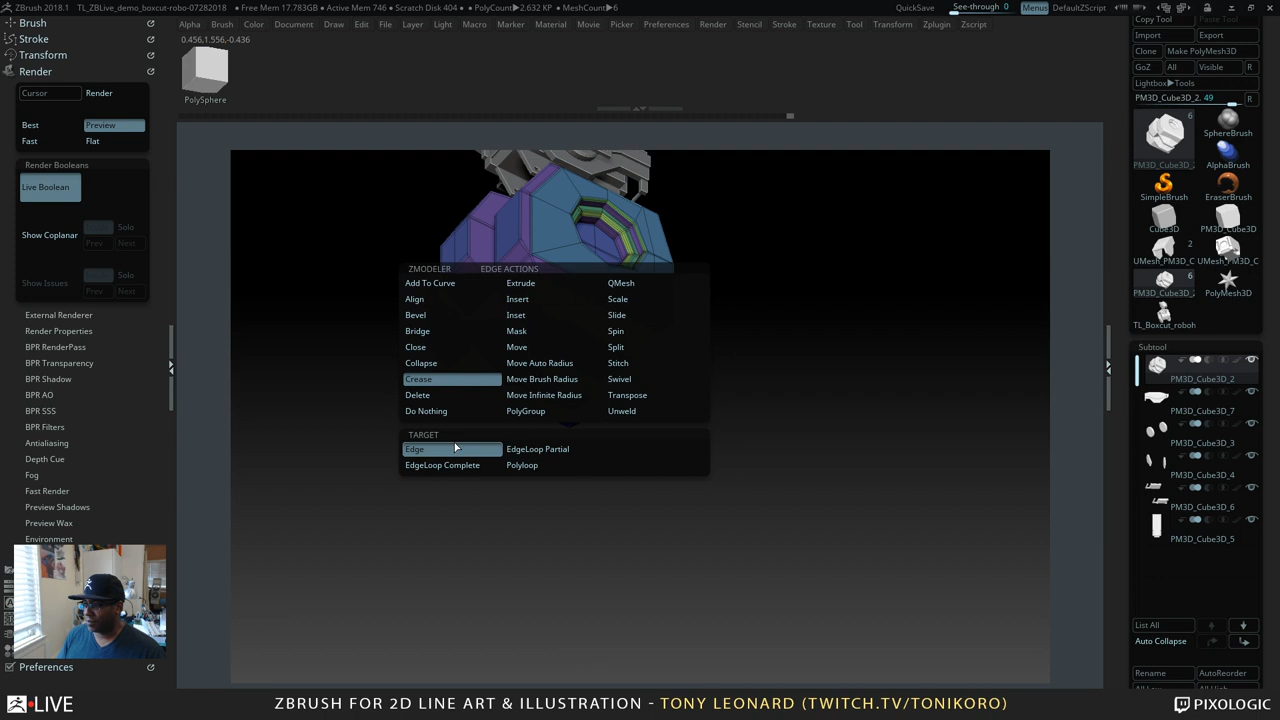 ZBrush 2018.1 TL_ZBLive_demo_boxcut-robo-07282018 • Free Mem 17.783GB • Active Mem 746 • Scratch Disk 404 • PolyCount▶2.632 KP • MeshCount▶6 QuickSave See-through 0 Menus DefaultZScript
Brush
Alpha Brush Color Document Draw Edit File Layer Light Macro Marker Material Movie Picker Preferences Render Stencil Stroke Texture Tool Transform Zplugin Zscript
Stroke
0.456,1.556,-0.436
Transform
Render
PolySphere
Cursor Render
Best Preview
Fast Flat
Render Booleans
Live Boolean
Show Coplanar Solo
Prev Next
Show Issues Solo
Prev Next
External Renderer
Render Properties
BPR RenderPass
BPR Transparency
BPR Shadow
BPR AO
BPR SSS
BPR Filters
Antialiasing
Depth Cue
Fog
Fast Render
Preview Shadows
Preview Wax
Environment
Preferences
ZMODELER EDGE ACTIONS
Add To Curve Extrude QMesh
Align Insert Scale
Bevel Inset Slide
Bridge Mask Spin
Close Move Split
Collapse Move Auto Radius Stitch
Crease Move Brush Radius Swivel
Delete Move Infinite Radius Transpose
Do Nothing PolyGroup Unweld
TARGET
Edge EdgeLoop Partial
EdgeLoop Complete Polyloop
Copy Tool Paste Tool
Import Export
Clone Make PolyMesh3D
GoZ All Visible R
Lightbox▶Tools
PM3D_Cube3D_2. 49 R
6
PM3D_Cube3D_ SphereBrush
AlphaBrush
SimpleBrush EraserBrush
Cube3D PM3D_Cube3D_
2
UMesh_PM3D_C UMesh_PM3D_C
6
PM3D_Cube3D_ PolyMesh3D
TL_Boxcut_roboh
Subtool
PM3D_Cube3D_2
PM3D_Cube3D_7
PM3D_Cube3D_3
PM3D_Cube3D_4
PM3D_Cube3D_6
PM3D_Cube3D_5
List All
Auto Collapse
Rename AutoReorder
LIVE ZBRUSH FOR 2D LINE ART & ILLUSTRATION - TONY LEONARD (TWITCH.TV/TONIKORO) PIXOLOGIC